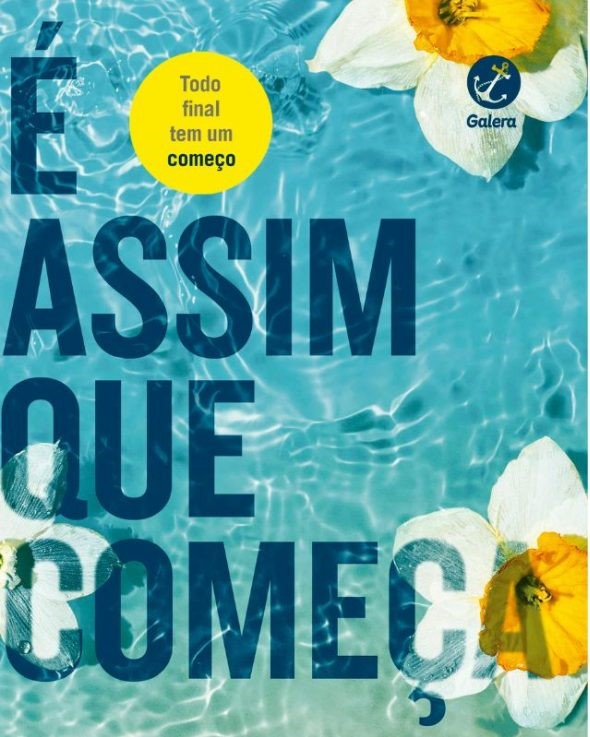 É
Todo
final
tem um
começo
Galera
ASSIM
QUE
COMEÇA